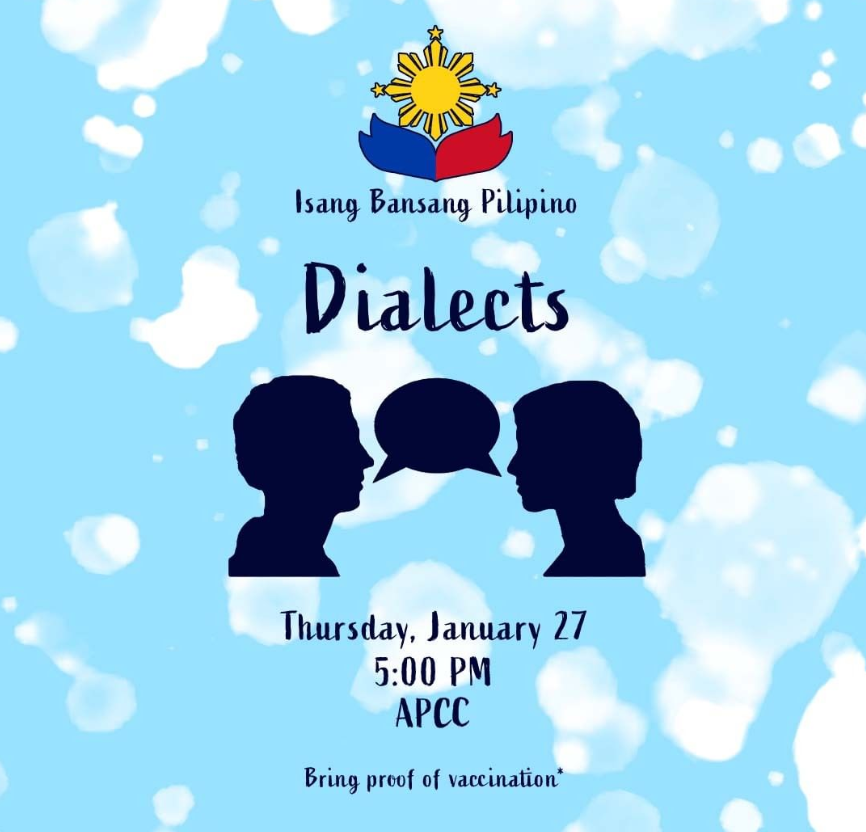 Isang Bansang Pilipino
Dialects
Thursday, January 27
5:00 PM
APCC
Bring proof of vaccination*